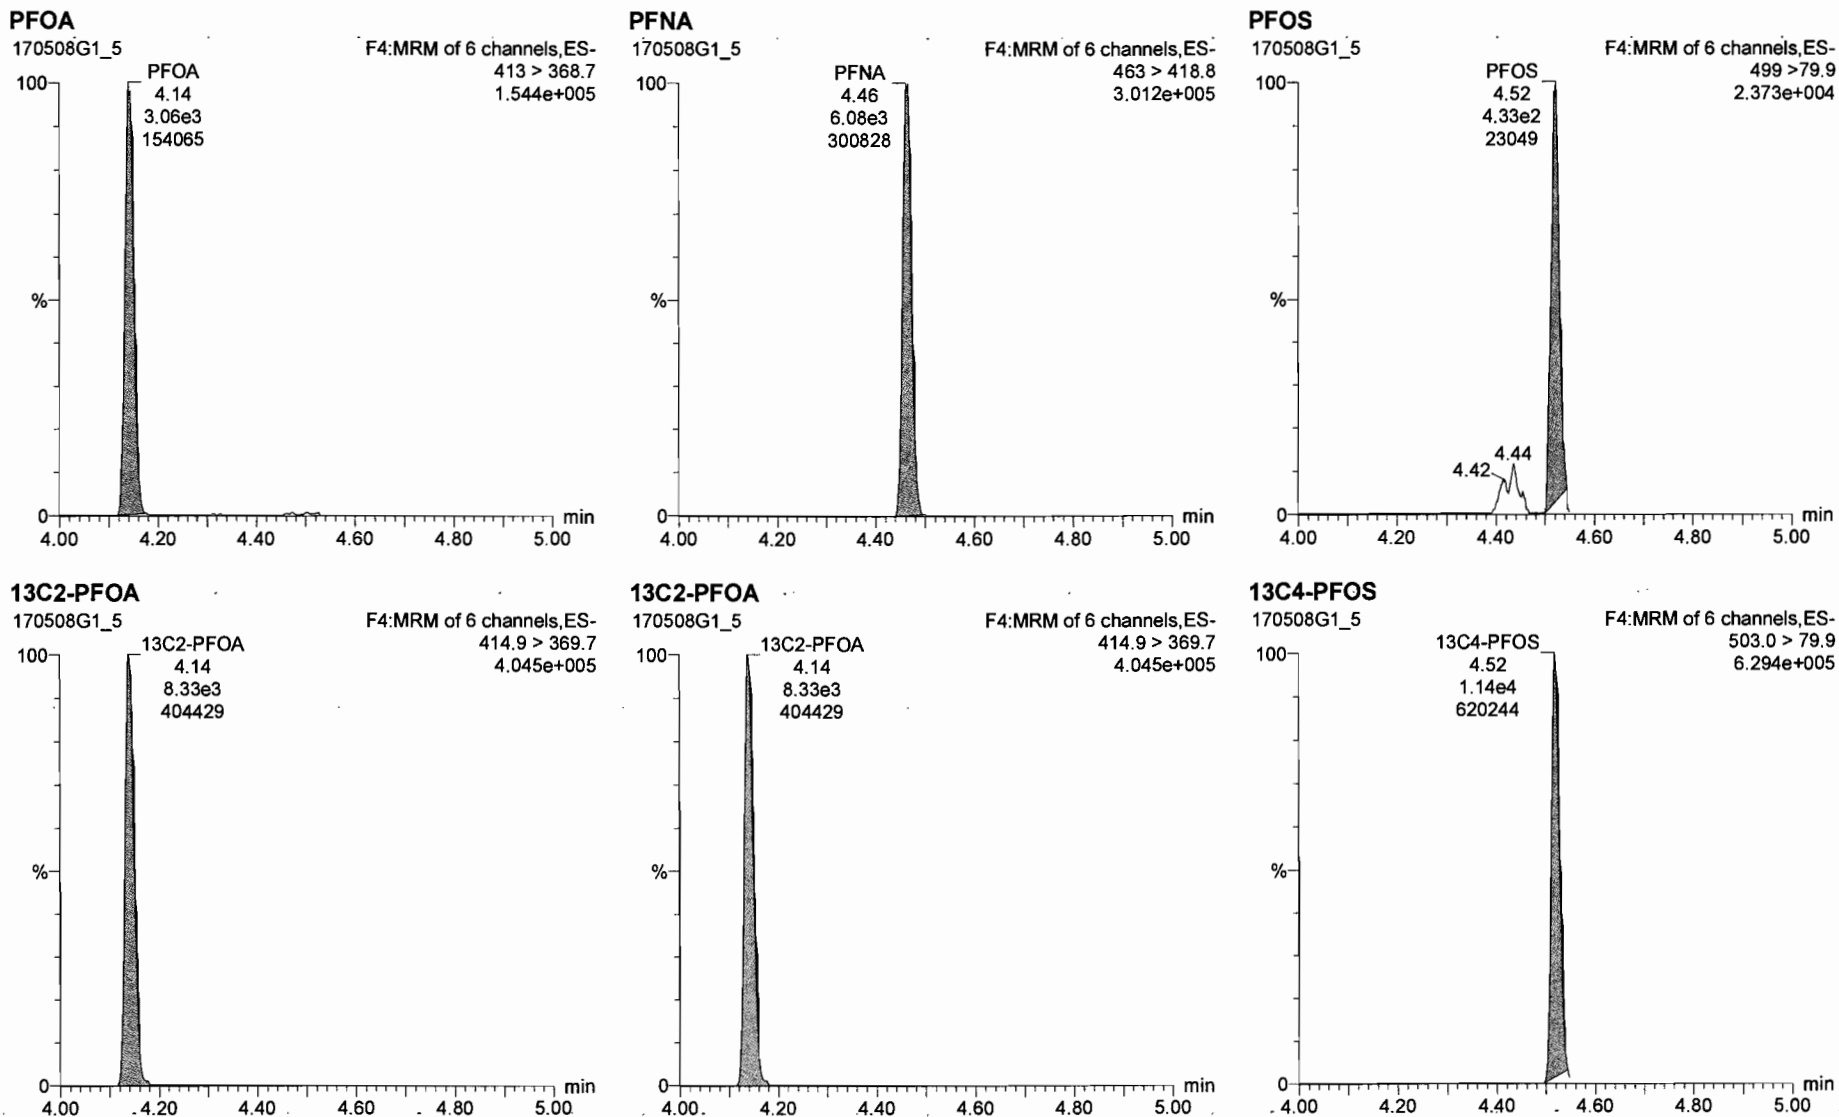 PFOA
170508G1_5
F4:MRM of 6 channels,ES-
413 > 368.7
1.544e+005
PFOA
4.14
3.06e3
154065
100
%
0
4.00 4.20 4.40 4.60 4.80 5.00
min
PFNA
170508G1_5
F4:MRM of 6 channels,ES-
463 > 418.8
3.012e+005
PFNA
4.46
6.08e3
300828
100
%
0
4.00 4.20 4.40 4.60 4.80 5.00
min
PFOS
170508G1_5
F4:MRM of 6 channels,ES-
499 >79.9
2.373e+004
PFOS
4.52
4.33e2
23049
100
%
4.44
4.42
0
4.00 4.20 4.40 4.60 4.80 5.00
min
13C2-PFOA
170508G1_5
F4:MRM of 6 channels,ES-
414.9 > 369.7
4.045e+005
13C2-PFOA
4.14
8.33e3
404429
100
%
0
4.00 4.20 4.40 4.60 4.80 5.00
min
13C2-PFOA
170508G1_5
F4:MRM of 6 channels,ES-
414.9 > 369.7
4.045e+005
13C2-PFOA
4.14
8.33e3
404429
100
%
0
4.00 4.20 4.40 4.60 4.80 5.00
min
13C4-PFOS
170508G1_5
F4:MRM of 6 channels,ES-
503.0 > 79.9
6.294e+005
13C4-PFOS
4.52
1.14e4
620244
100
%
0
4.00 4.20 4.40 4.60 4.80 5.00
min